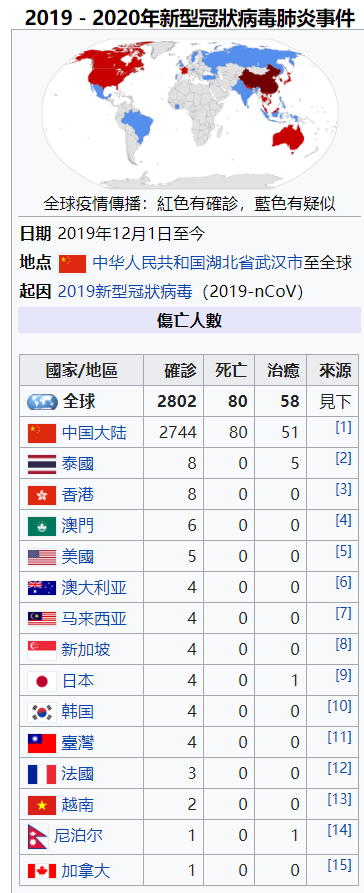 2019－2020年新型冠狀病毒肺炎事件
全球疫情傳播：紅色有確診，藍色有疑似
日期 2019年12月1日至今
地点 中华人民共和国湖北省武汉市至全球
起因 2019新型冠狀病毒（2019-nCoV）
傷亡人數
國家/地區 確診 死亡 治癒 來源
全球 2802 80 58 見下
中国大陆 2744 80 51 [1]
泰國 8 0 5 [2]
香港 8 0 0 [3]
澳門 6 0 0 [4]
美國 5 0 0 [5]
澳大利亚 4 0 0 [6]
马来西亚 4 0 0 [7]
新加坡 4 0 0 [8]
日本 4 0 1 [9]
韩国 4 0 0 [10]
臺灣 4 0 0 [11]
法國 3 0 0 [12]
越南 2 0 0 [13]
尼泊尔 1 0 1 [14]
加拿大 1 0 0 [15]